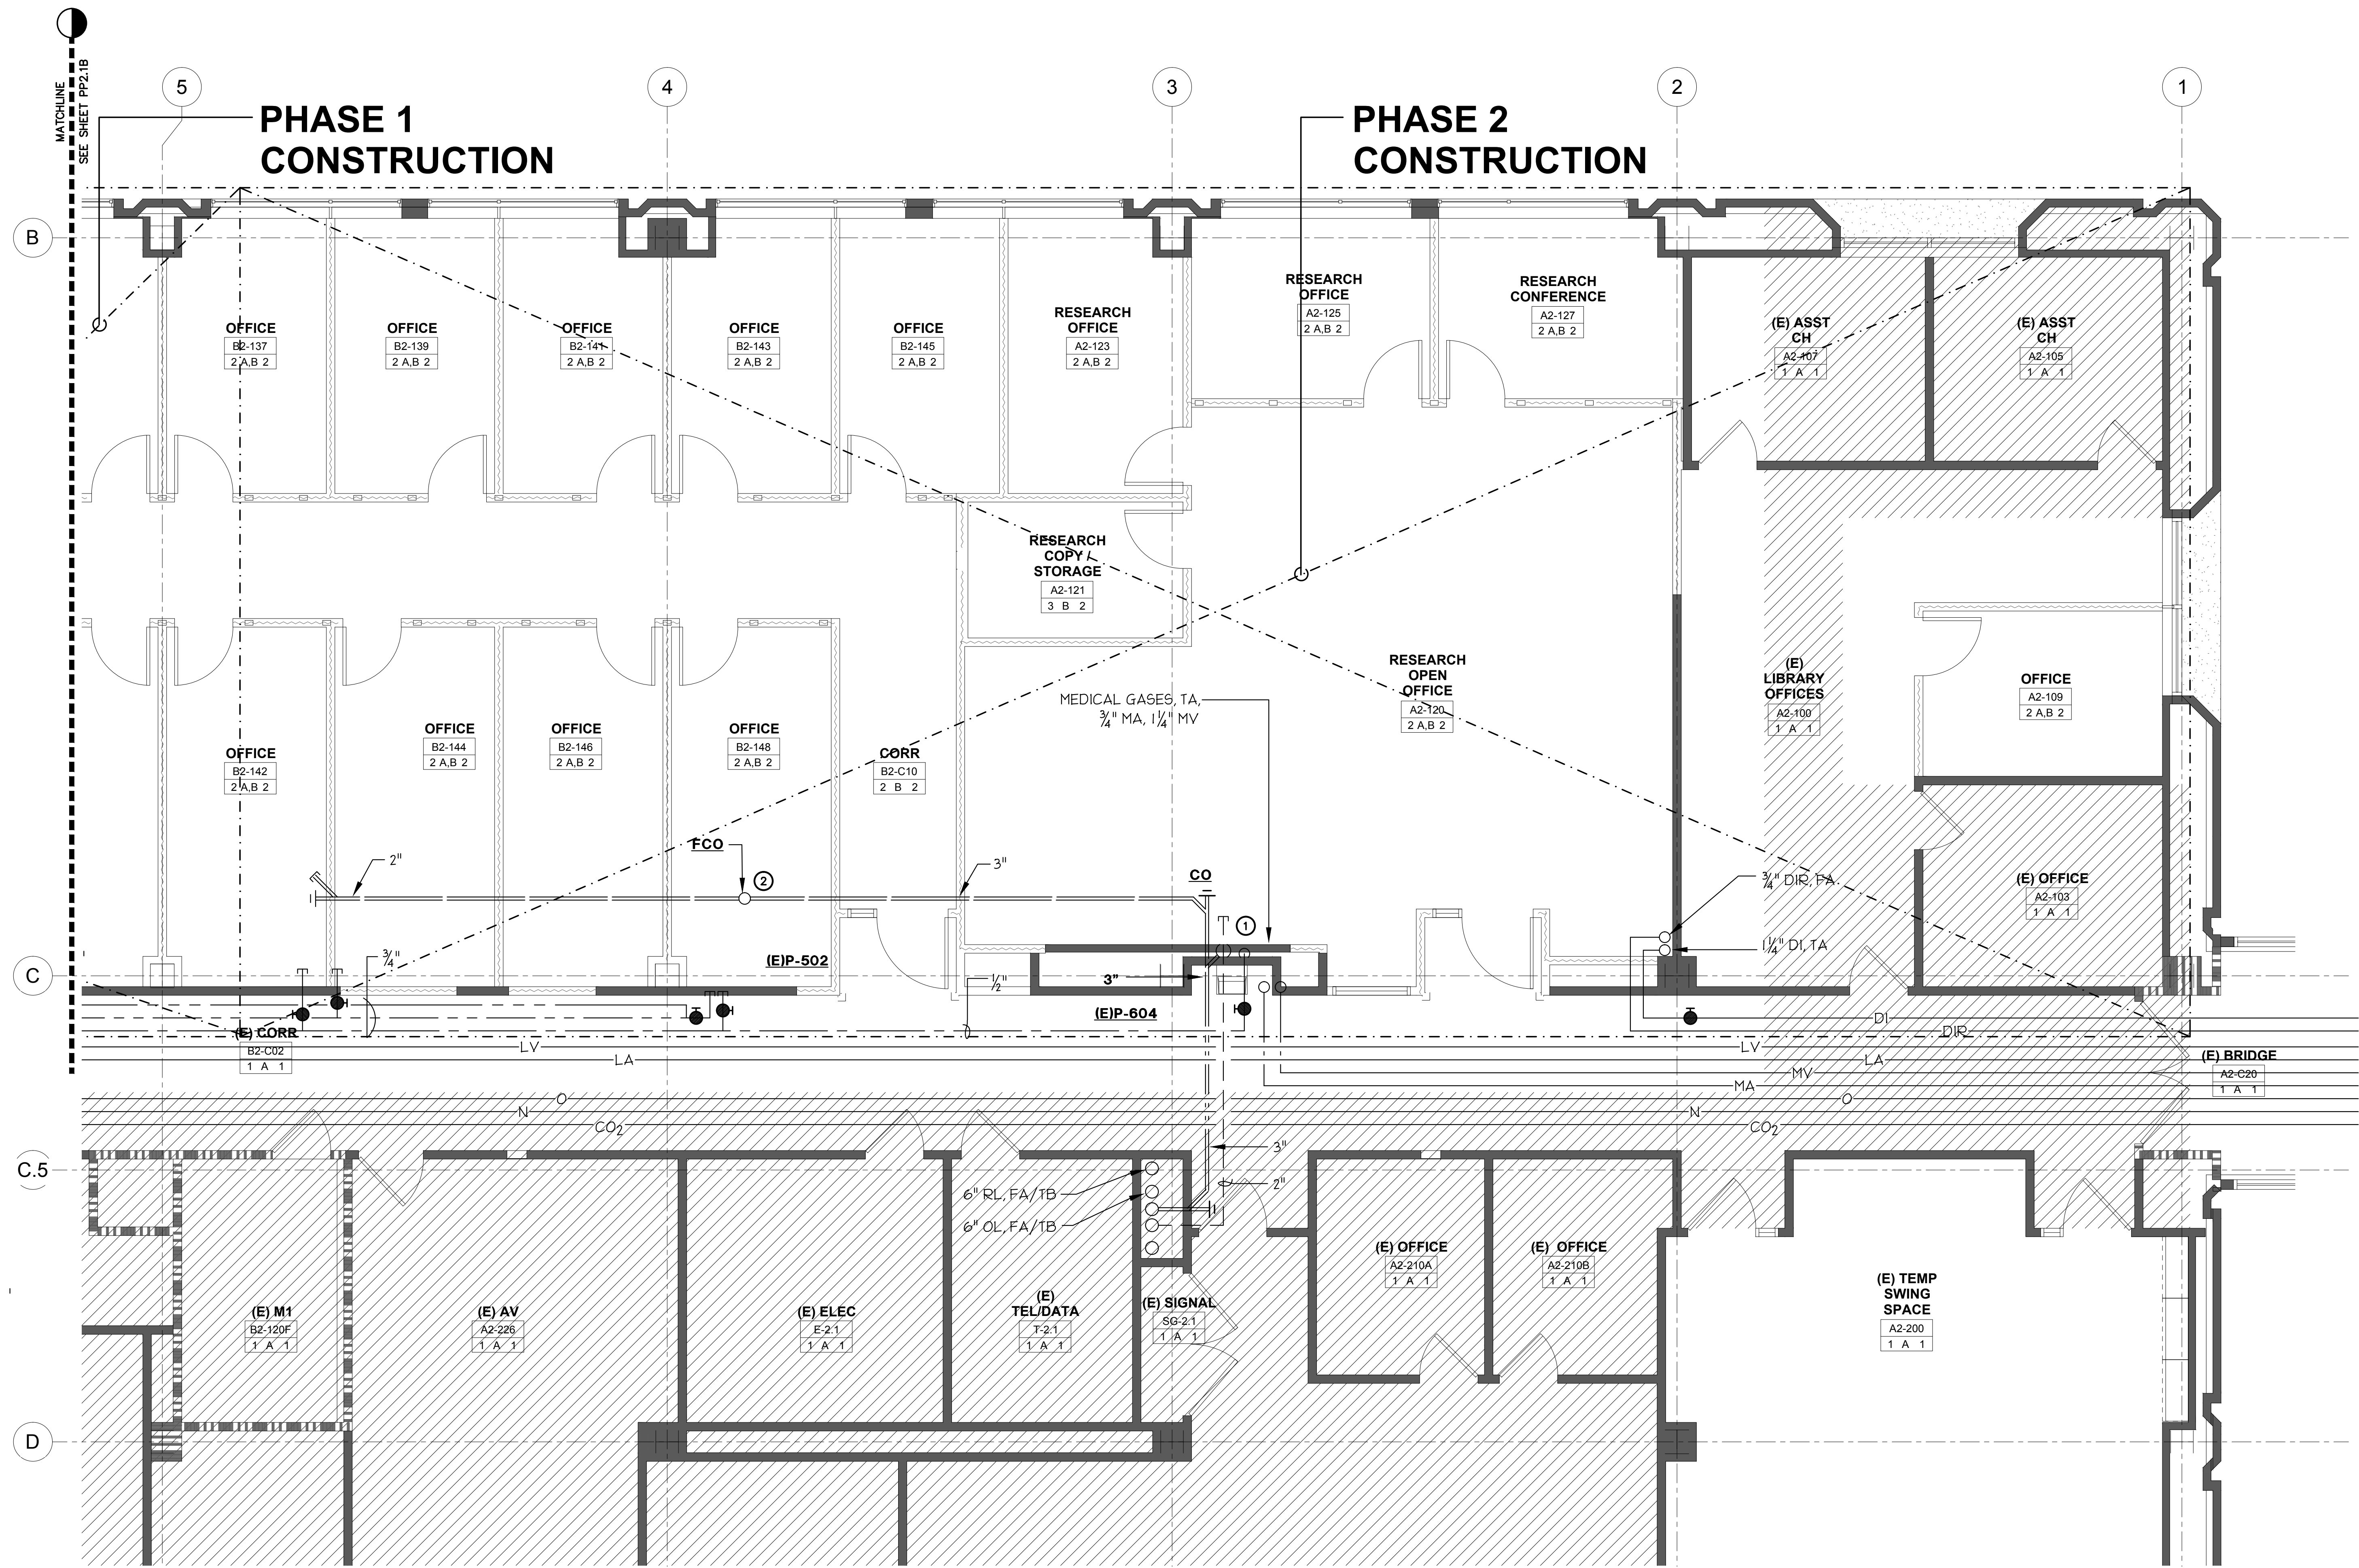 MATCHLINE
SEE SHEET PP2.1B
5
4
3
2
1
PHASE 1
CONSTRUCTION
PHASE 2
CONSTRUCTION
B
OFFICE
B2-137
2 A,B 2
OFFICE
B2-139
2 A,B 2
OFFICE
B2-141
2 A,B 2
OFFICE
B2-143
2 A,B 2
OFFICE
B2-145
2 A,B 2
RESEARCH
OFFICE
A2-123
2 A,B 2
RESEARCH
OFFICE
A2-125
2 A,B 2
RESEARCH
CONFERENCE
A2-127
2 A,B 2
(E) ASST
CH
A2-107
1 A 1
(E) ASST
CH
A2-105
1 A 1
RESEARCH
COPY /
STORAGE
A2-121
3 B 2
RESEARCH
OPEN
OFFICE
A2-120
2 A,B 2
(E)
LIBRARY
OFFICES
A2-100
1 A 1
OFFICE
A2-109
2 A,B 2
MEDICAL GASES, TA,
3/4" MA, 1 1/4" MV
OFFICE
B2-142
2 A,B 2
OFFICE
B2-144
2 A,B 2
OFFICE
B2-146
2 A,B 2
OFFICE
B2-148
2 A,B 2
CORR
B2-C10
2 B 2
2"
FCO
2
3"
CO
1
3/4" DIR, FA
1 1/4" DI, TA
(E) OFFICE
A2-103
1 A 1
C
3/4"
(E)P-502
1/2"
3"
(E)P-604
(E) CORR
B2-C02
1 A 1
DI
DIR
LV
LV
LA
LA
MV
MA
(E) BRIDGE
A2-C20
1 A 1
O
O
N
N
CO2
CO2
C.5
3"
2"
6" RL, FA/TB
6" OL, FA/TB
(E) M1
B2-120F
1 A 1
(E) AV
A2-226
1 A 1
(E) ELEC
E-2.1
1 A 1
(E)
TEL/DATA
T-2.1
1 A 1
(E) SIGNAL
SG-2.1
1 A 1
(E) OFFICE
A2-210A
1 A 1
(E) OFFICE
A2-210B
1 A 1
(E) TEMP
SWING
SPACE
A2-200
1 A 1
D